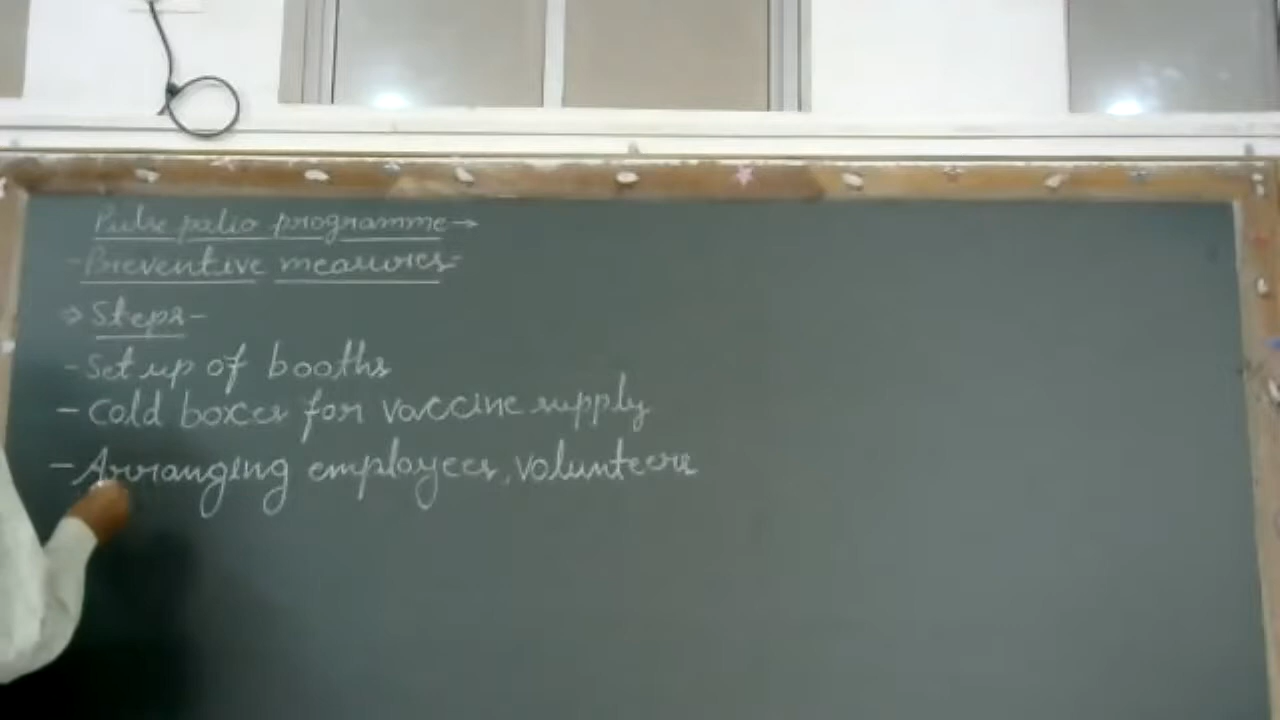 Pulse polio programme →
- Preventive measures-
⇒ Steps-
- Set up of booths
- Cold boxes for vaccine supply
- Arranging employees, volunteers